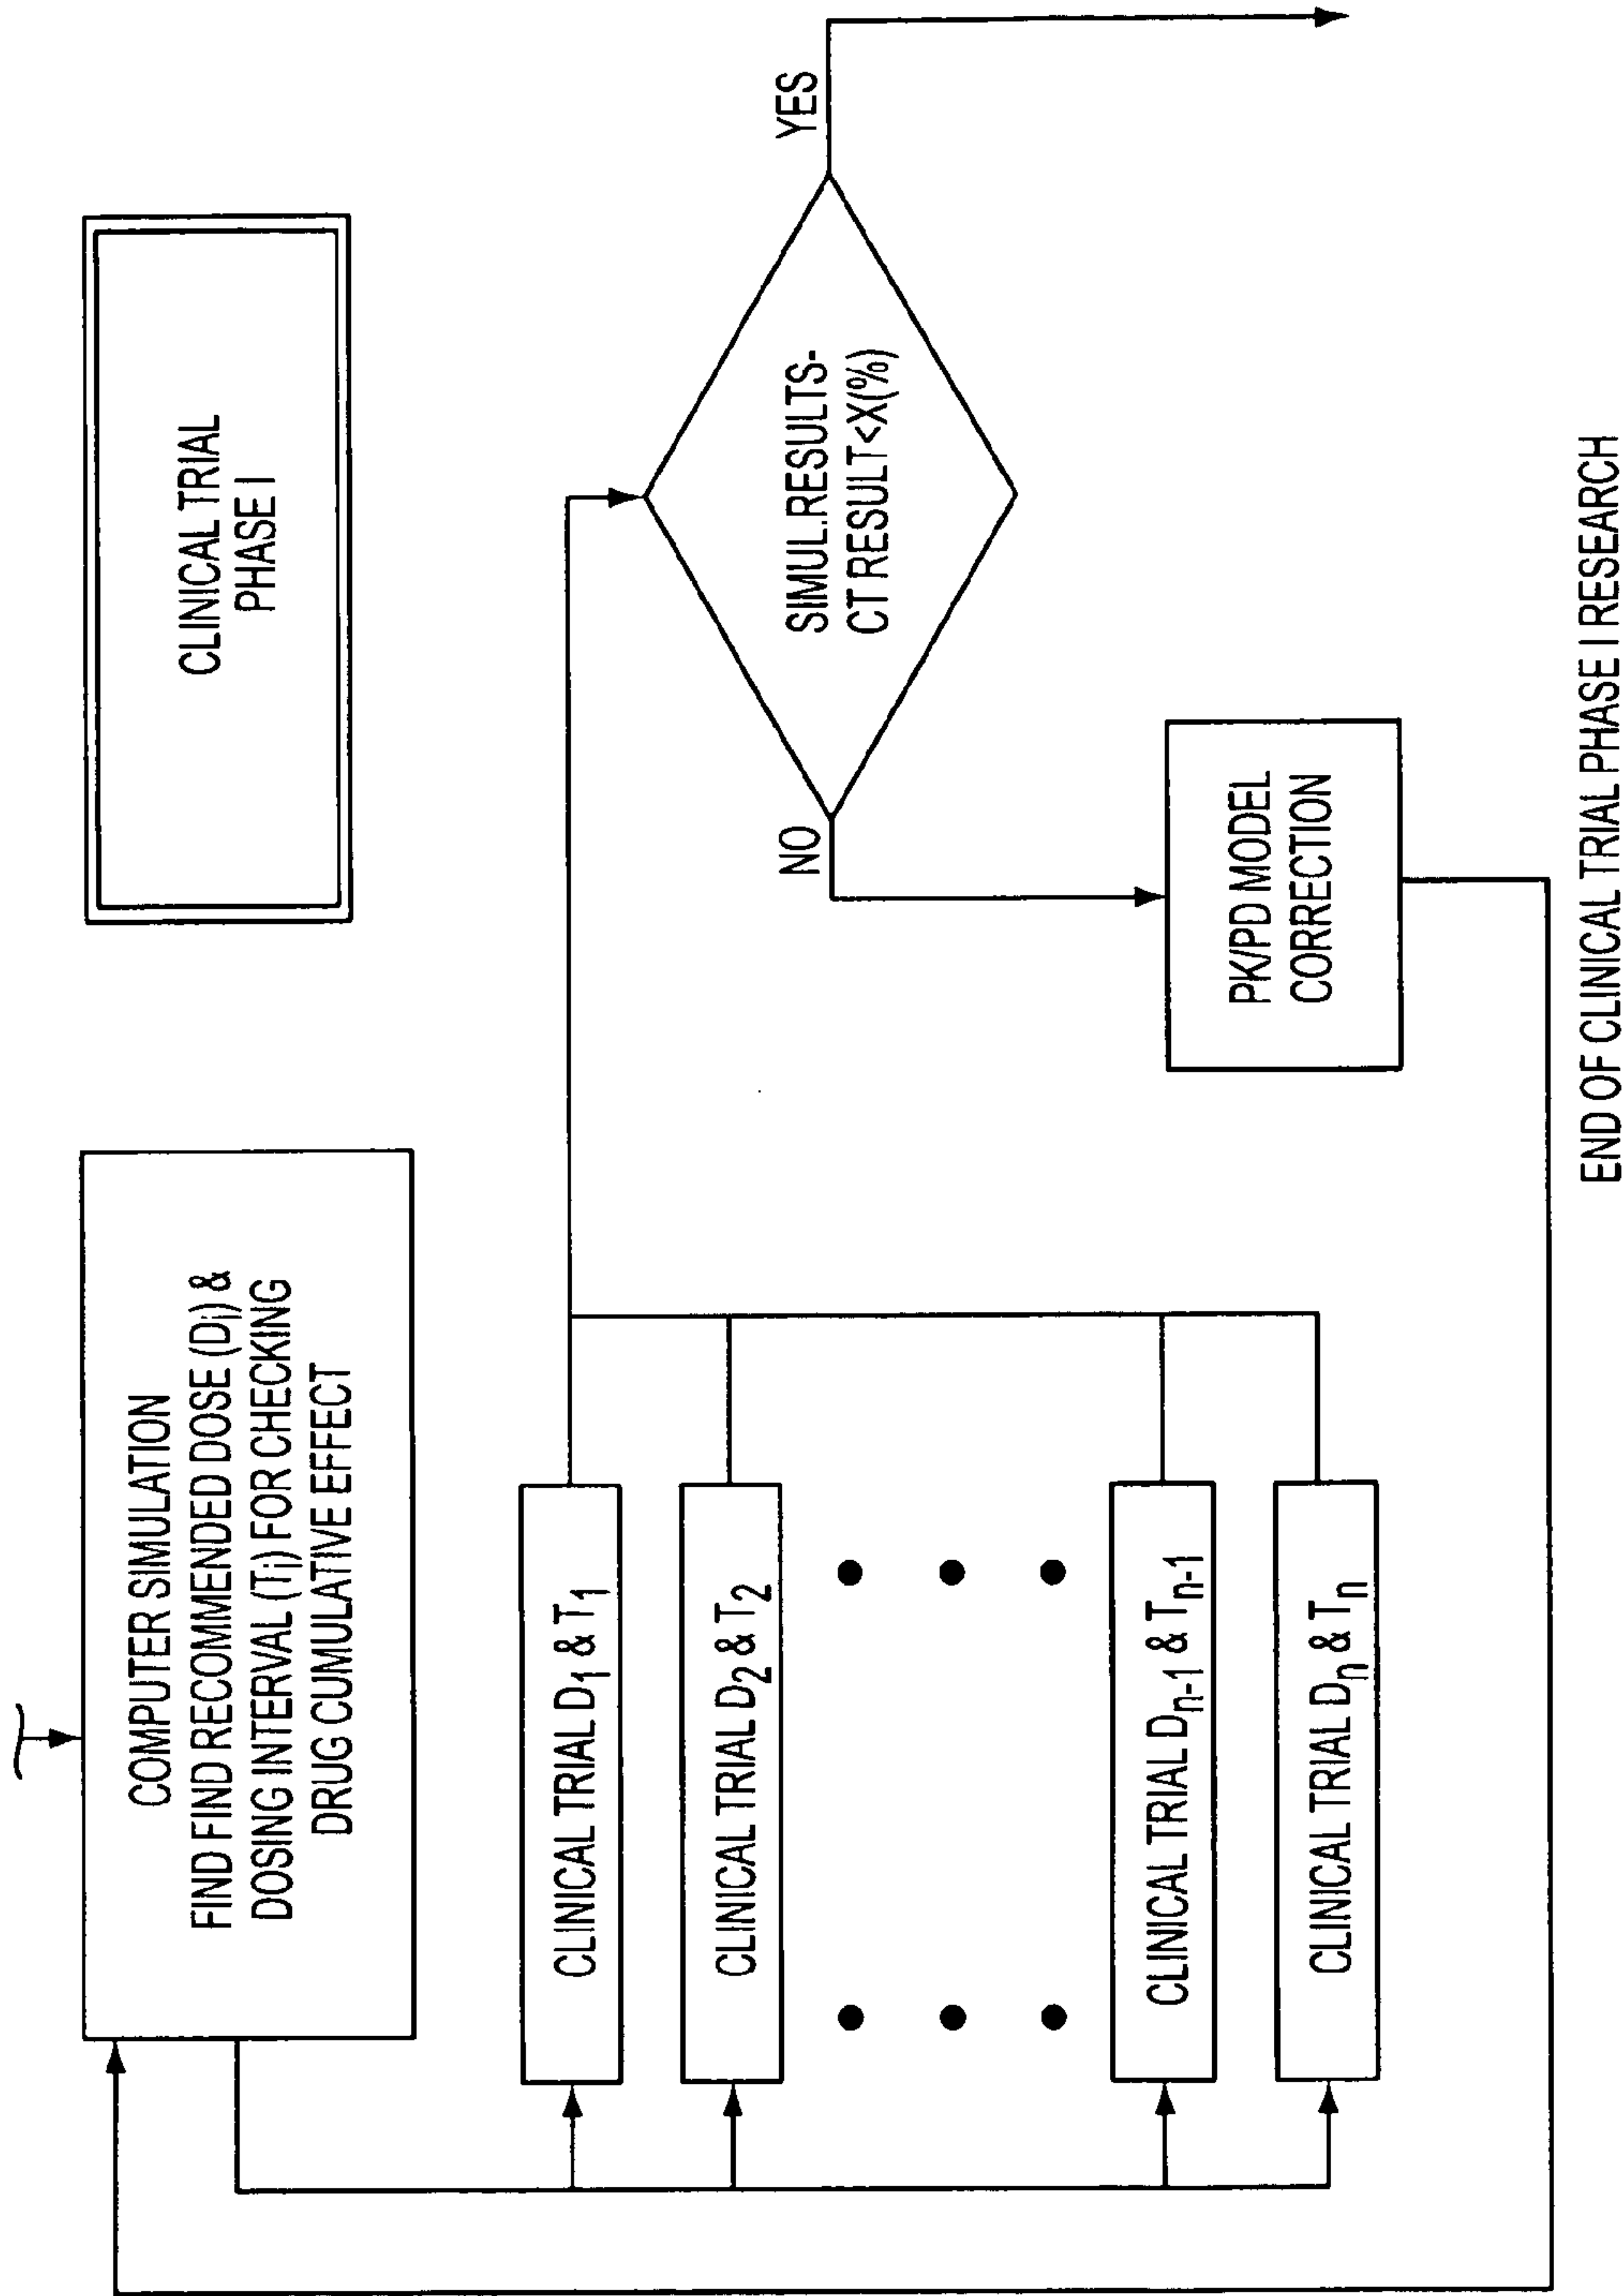 COMPUTER SIMULATION
FIND FIND RECOMMENDED DOSE (Di) &
DOSING INTERVAL (Ti) FOR CHECKING
DRUG CUMULATIVE EFFECT
CLINICAL TRIAL
PHASE I
CLINICAL TRIAL D1 & T1
CLINICAL TRIAL D2 & T2
CLINICAL TRIAL Dn-1 & Tn-1
CLINICAL TRIAL Dn & Tn
SIMUL.RESULTS-
CT RESULT<X(%)
YES
NO
PK/PD MODEL
CORRECTION
END OF CLINICAL TRIAL PHASE I RESEARCH